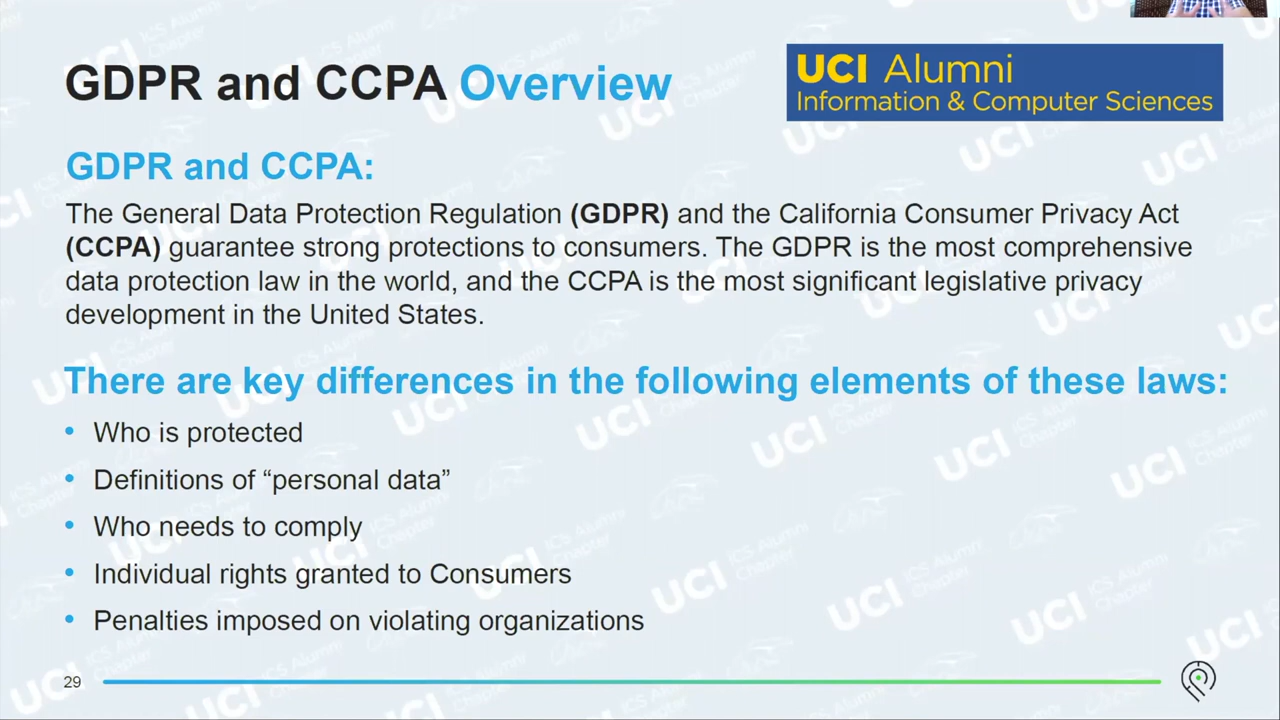 GDPR and CCPA Overview
UCI Alumni
Information & Computer Sciences
GDPR and CCPA:
The General Data Protection Regulation (GDPR) and the California Consumer Privacy Act
(CCPA) guarantee strong protections to consumers. The GDPR is the most comprehensive
data protection law in the world, and the CCPA is the most significant legislative privacy
development in the United States.
There are key differences in the following elements of these laws:
• Who is protected
• Definitions of “personal data”
• Who needs to comply
• Individual rights granted to Consumers
• Penalties imposed on violating organizations
29
UCI ICS Alumni Chapter